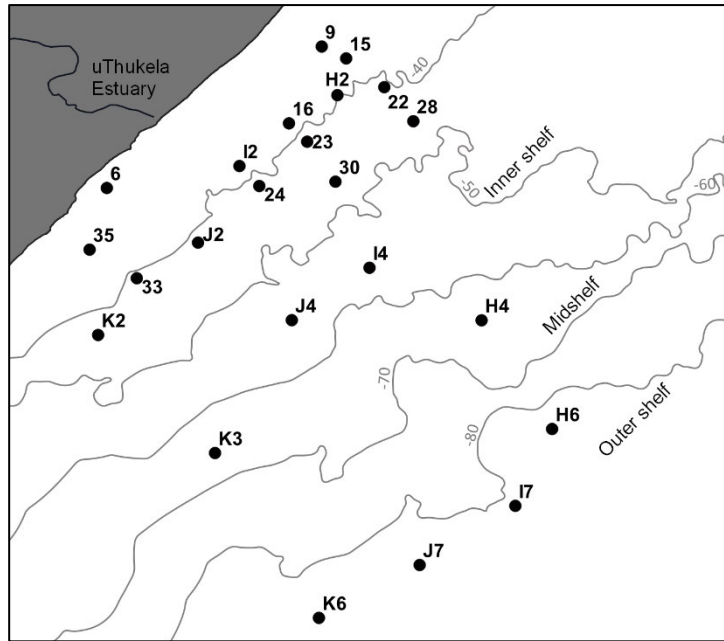 9
15
-40
uThukela
Estuary
H2
22
28
16
23
Inner shelf
I2
-50
30
-60
6
24
J2
35
I4
33
Midshelf
K2
J4
H4
-70
Outer shelf
H6
-80
K3
I7
J7
K6